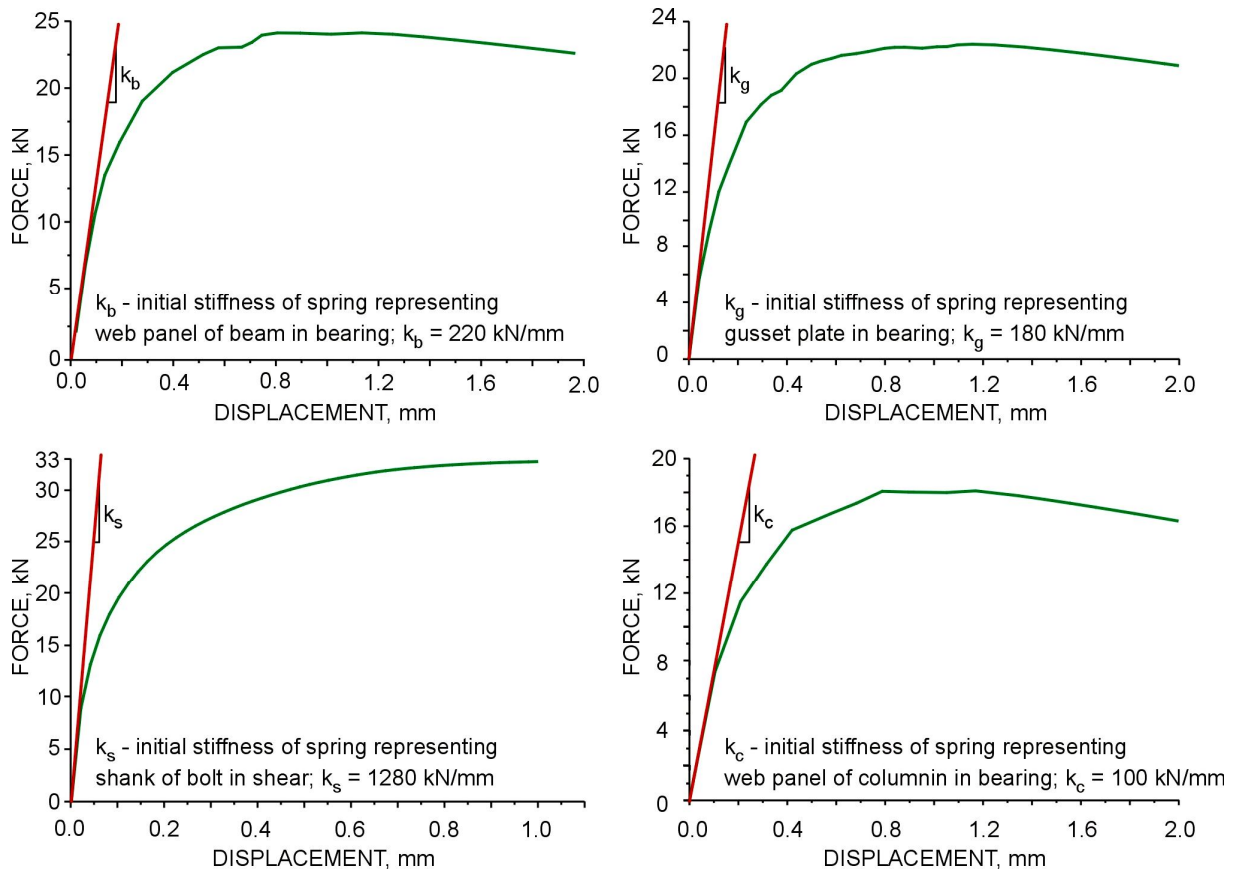 25
20
15
10
5
0
FORCE, kN
k_b
k_b - initial stiffness of spring representing
web panel of beam in bearing; k_b = 220 kN/mm
0.0 0.4 0.8 1.2 1.6 2.0
DISPLACEMENT, mm
24
20
16
12
8
4
0
FORCE, kN
k_g
k_g - initial stiffness of spring representing
gusset plate in bearing; k_g = 180 kN/mm
0.0 0.4 0.8 1.2 1.6 2.0
DISPLACEMENT, mm
33
30
25
20
15
10
5
0
FORCE, kN
k_s
k_s - initial stiffness of spring representing
shank of bolt in shear; k_s = 1280 kN/mm
0.0 0.2 0.4 0.6 0.8 1.0
DISPLACEMENT, mm
20
16
12
8
4
0
FORCE, kN
k_c
k_c - initial stiffness of spring representing
web panel of columnin in bearing; k_c = 100 kN/mm
0.0 0.4 0.8 1.2 1.6 2.0
DISPLACEMENT, mm